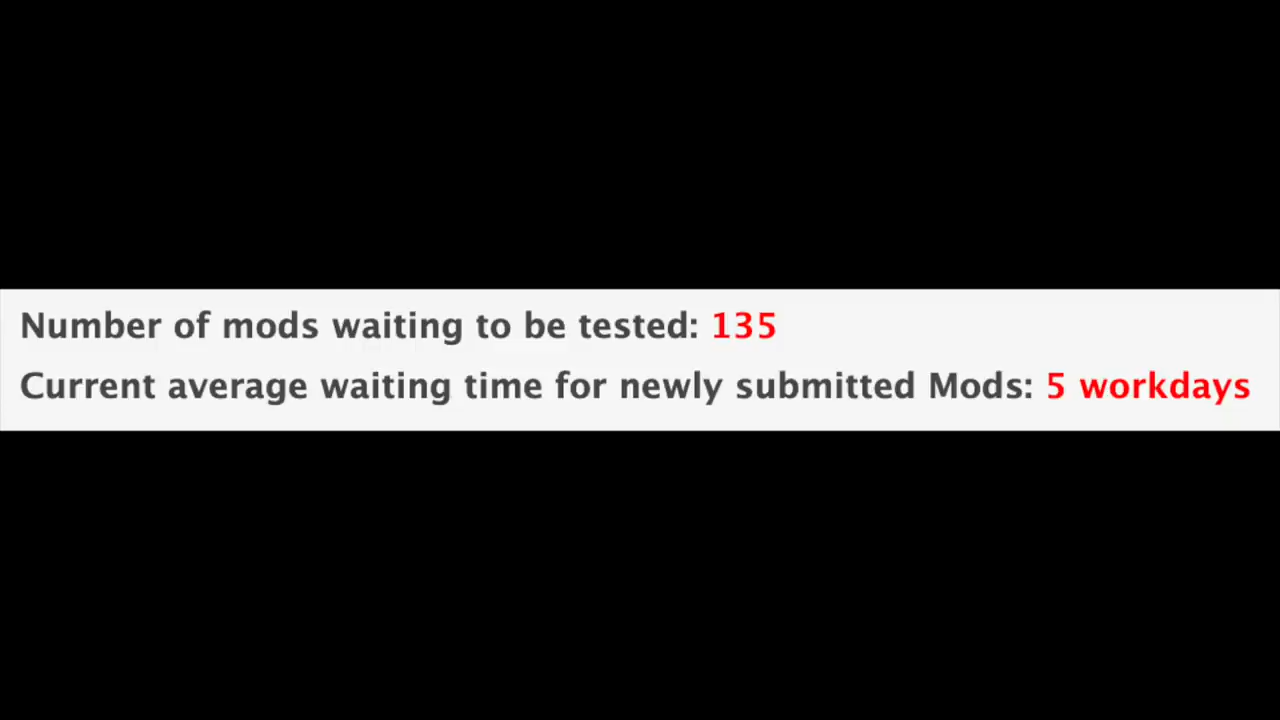 Number of mods waiting to be tested: 135
Current average waiting time for newly submitted Mods: 5 workdays